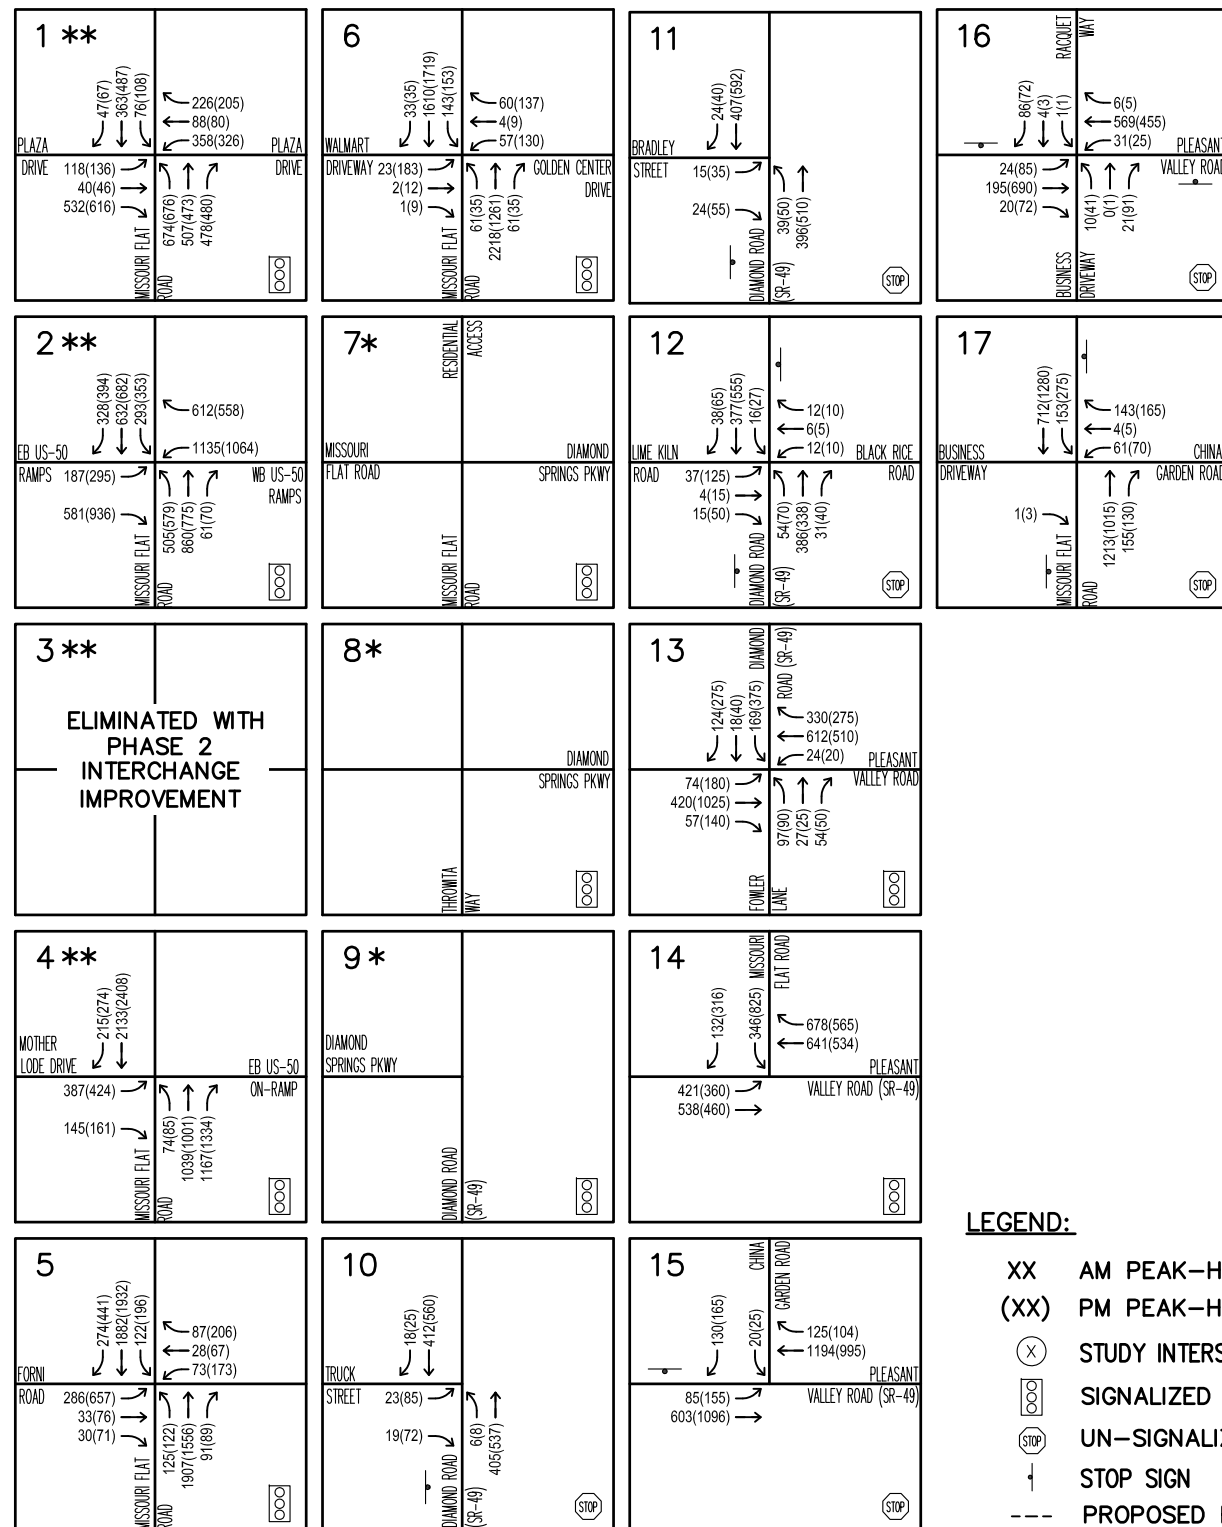 1 **
47(67)
363(487)
76(108)
226(205)
88(80)
358(326)
PLAZA
DRIVE
PLAZA
DRIVE
118(136)
40(46)
532(616)
674(676)
507(473)
478(480)
MISSOURI FLAT
ROAD
6
33(35)
1610(1719)
143(153)
60(137)
4(9)
57(130)
WALMART
DRIVEWAY
GOLDEN CENTER
DRIVE
23(183)
2(12)
1(9)
61(35)
2218(1261)
61(35)
MISSOURI FLAT
ROAD
11
24(40)
407(592)
BRADLEY
STREET
15(35)
24(55)
39(50)
396(510)
DIAMOND ROAD
(SR-49)
STOP
16
RACQUET
WAY
86(72)
4(3)
1(1)
6(5)
569(455)
31(25)
PLEASANT
VALLEY ROAD
24(85)
195(690)
20(72)
10(41)
0(1)
21(91)
BUSINESS
DRIVEWAY
STOP
2 **
328(394)
632(682)
293(353)
612(558)
1135(1064)
EB US-50
RAMPS
WB US-50
RAMPS
187(295)
581(936)
505(579)
860(775)
61(70)
MISSOURI FLAT
ROAD
7*
RESIDENTIAL
ACCESS
MISSOURI
FLAT ROAD
DIAMOND
SPRINGS PKWY
MISSOURI FLAT
ROAD
12
38(65)
377(555)
16(27)
12(10)
6(5)
12(10)
LIME KILN
ROAD
BLACK RICE
ROAD
37(125)
4(15)
15(50)
54(70)
386(338)
31(40)
DIAMOND ROAD
(SR-49)
STOP
17
712(1280)
153(275)
143(165)
4(5)
61(70)
BUSINESS
DRIVEWAY
CHINA
GARDEN ROAD
1(3)
1213(1015)
155(130)
MISSOURI FLAT
ROAD
STOP
3 **
ELIMINATED WITH
PHASE 2
INTERCHANGE
IMPROVEMENT
8*
DIAMOND
SPRINGS PKWY
THROWITA
WAY
13
DIAMOND
ROAD (SR-49)
124(275)
18(40)
169(375)
330(275)
612(510)
24(20)
PLEASANT
VALLEY ROAD
74(180)
420(1025)
57(140)
97(90)
27(25)
54(50)
FOWLER
LANE
4 **
215(274)
2133(2408)
MOTHER
LODE DRIVE
EB US-50
ON-RAMP
387(424)
145(161)
74(85)
1039(1001)
1167(1334)
MISSOURI FLAT
ROAD
9 *
DIAMOND
SPRINGS PKWY
DIAMOND ROAD
(SR-49)
14
MISSOURI
FLAT ROAD
132(316)
346(825)
678(565)
641(534)
PLEASANT
VALLEY ROAD (SR-49)
421(360)
538(460)
5
274(441)
1882(1932)
122(196)
87(206)
28(67)
73(173)
FORNI
ROAD
286(657)
33(76)
30(71)
125(122)
1907(1556)
91(89)
MISSOURI FLAT
ROAD
10
18(25)
412(560)
TRUCK
STREET
23(85)
19(72)
6(8)
405(537)
DIAMOND ROAD
(SR-49)
STOP
15
CHINA
GARDEN ROAD
130(165)
20(25)
125(104)
1194(995)
PLEASANT
VALLEY ROAD (SR-49)
85(155)
603(1096)
STOP
LEGEND:
XX AM PEAK-H
(XX) PM PEAK-H
X STUDY INTERS
SIGNALIZED
STOP UN-SIGNALIZ
STOP SIGN
PROPOSED